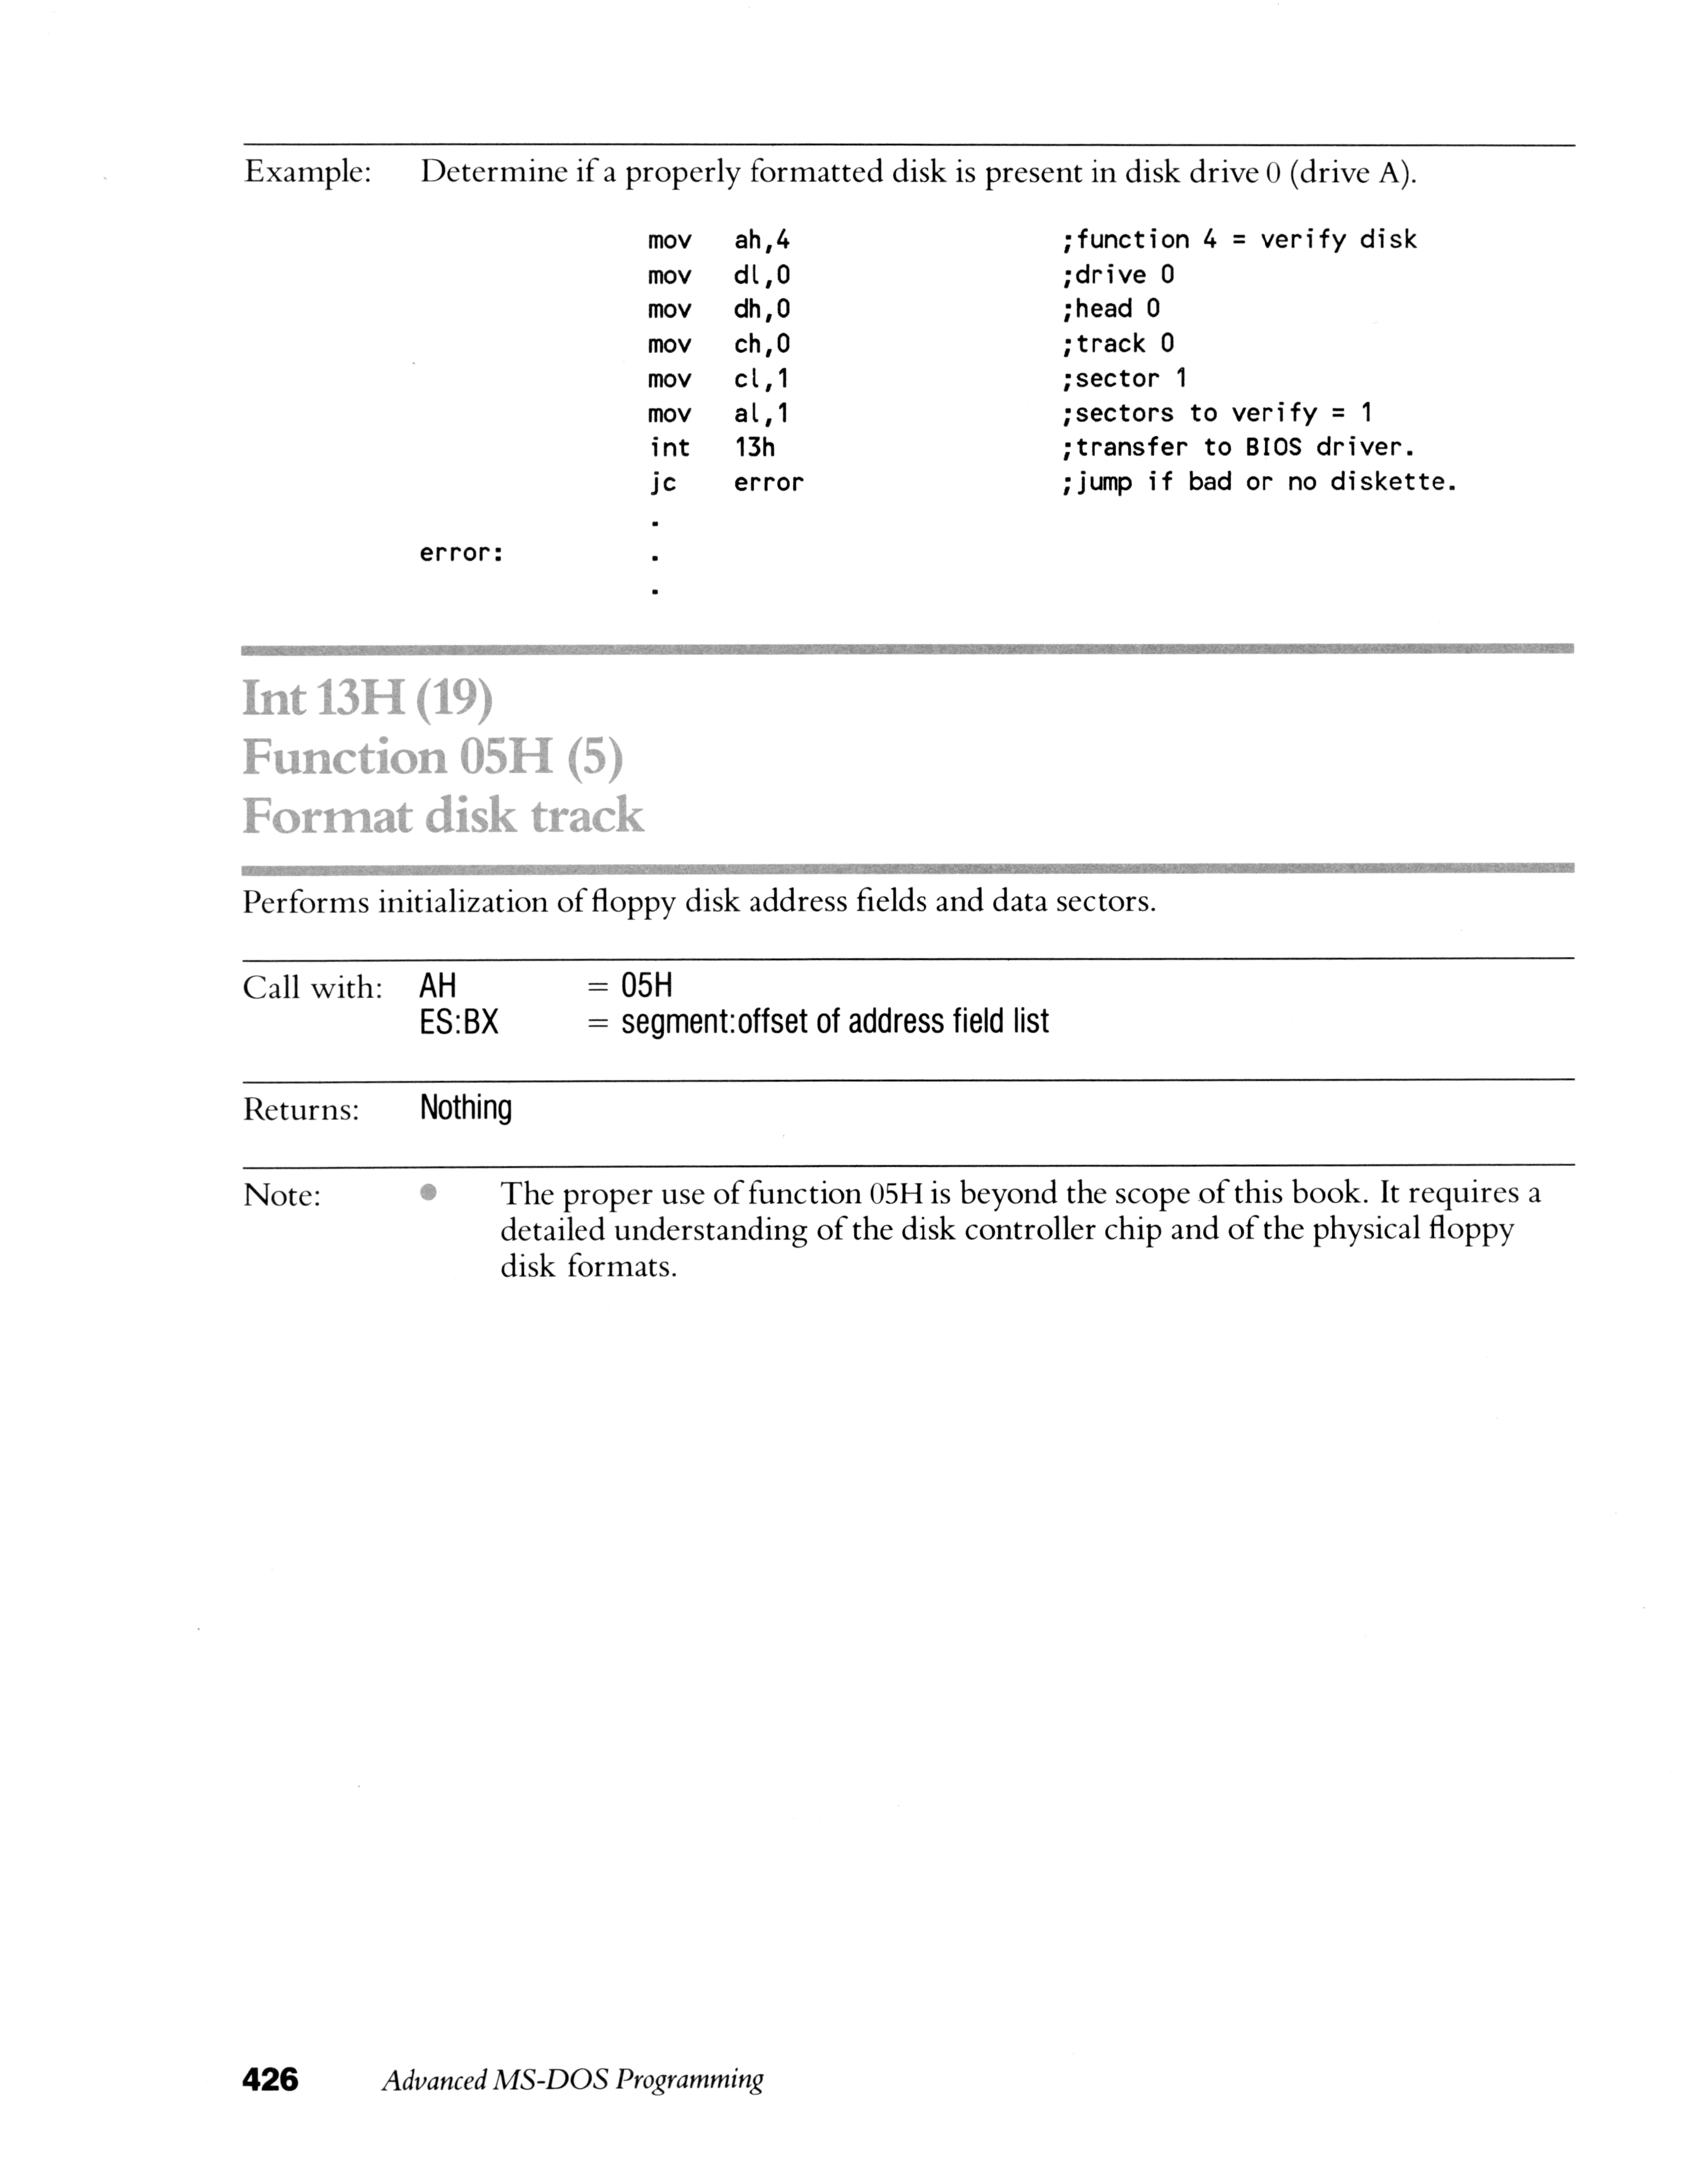 Example: Determine if a properly formatted disk is present in disk drive 0 (drive A).
mov ah,4 ;function 4 = verify disk
mov dl,0 ;drive 0
mov dh,0 ;head 0
mov ch,0 ;track 0
mov cl,1 ;sector 1
mov al,1 ;sectors to verify = 1
int 13h ;transfer to BIOS driver.
jc error ;jump if bad or no diskette.
.
error: .
.
Int 13H (19)
Function 05H (5)
Format disk track
Performs initialization of floppy disk address fields and data sectors.
Call with: AH = 05H
ES:BX = segment:offset of address field list
Returns: Nothing
Note: ● The proper use of function 05H is beyond the scope of this book. It requires a
detailed understanding of the disk controller chip and of the physical floppy
disk formats.
426 Advanced MS-DOS Programming